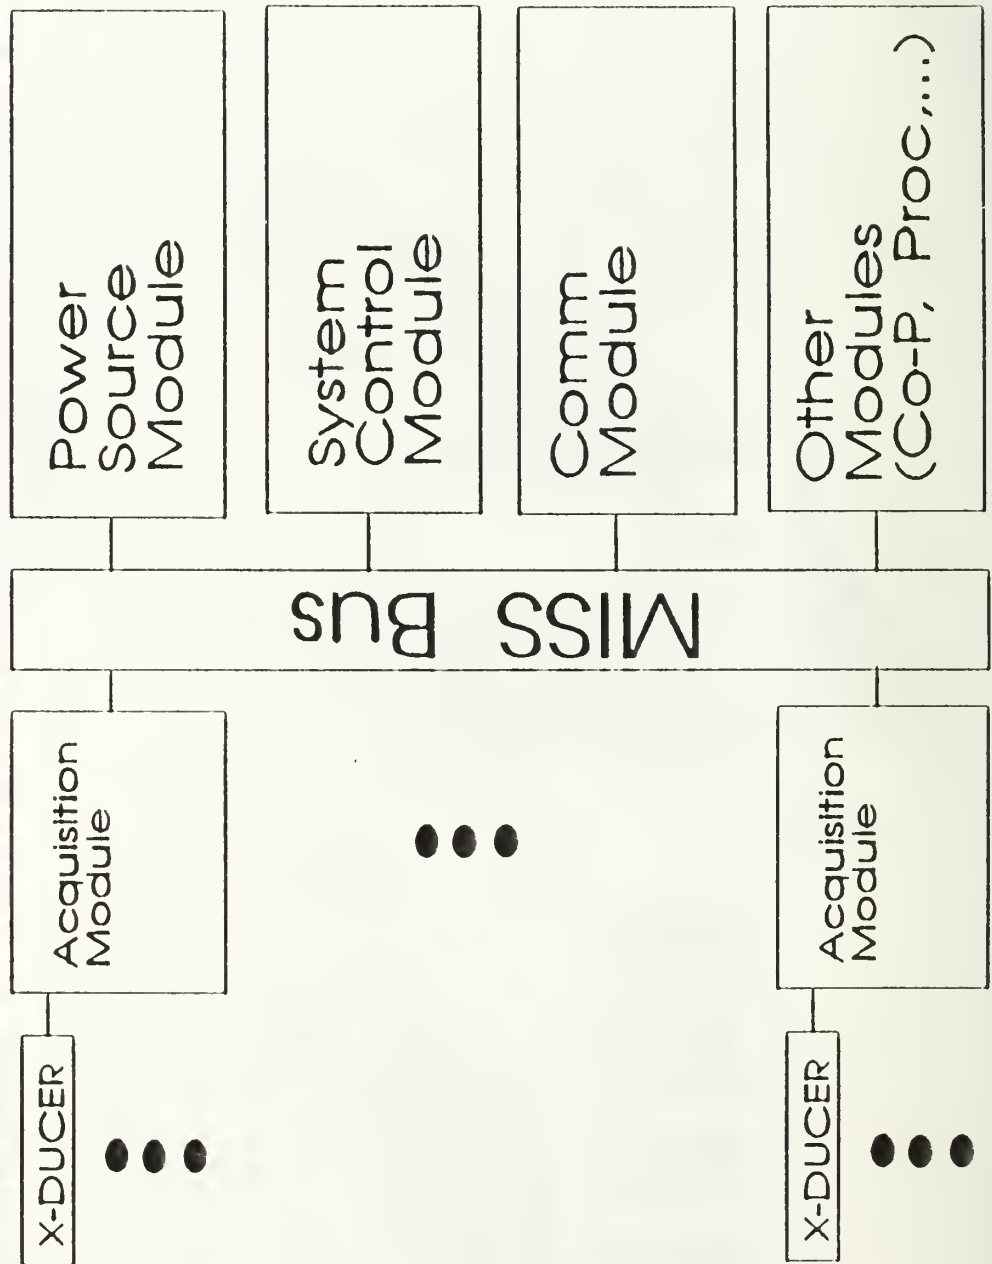 X-DUCER
Acquisition
Module
X-DUCER
Acquisition
Module
MISS Bus
Power
Source
Module
System
Control
Module
Comm
Module
Other
Modules
(Co-P, Proc,....)